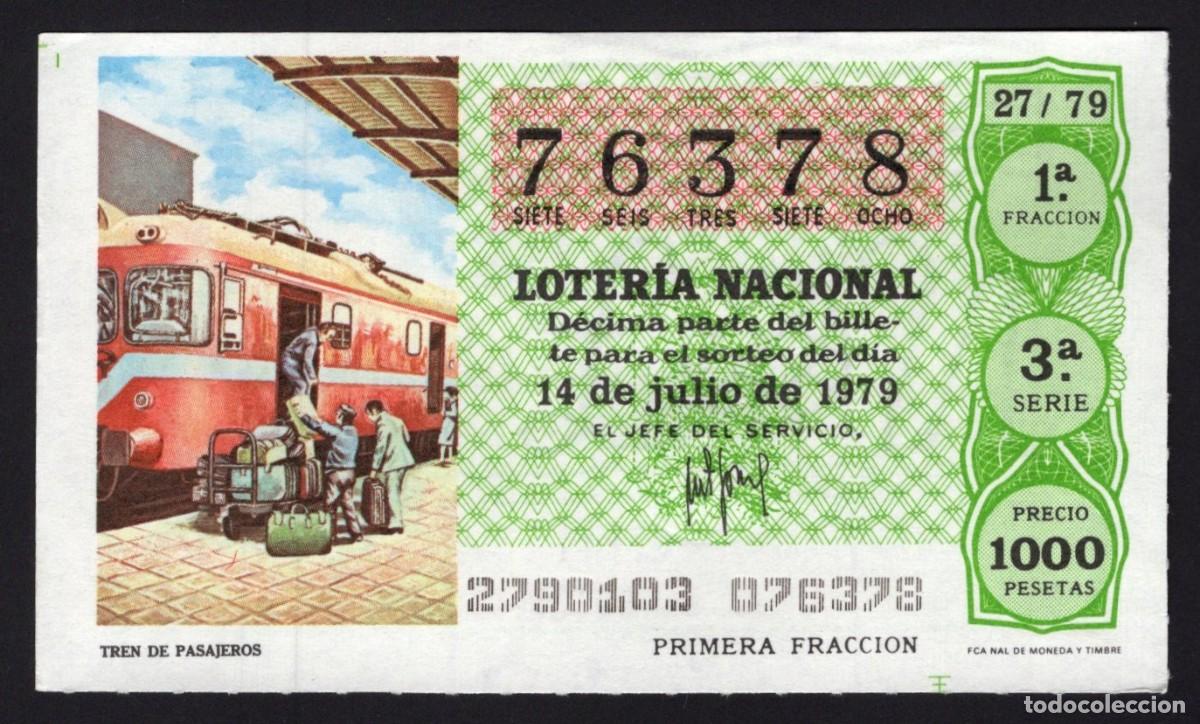 27 / 79
76378
SIETE SEIS TRES SIETE OCHO
1.ª
FRACCION
LOTERÍA NACIONAL
Décima parte del bille-
te para el sorteo del día
14 de julio de 1979
EL JEFE DEL SERVICIO,
3.ª
SERIE
PRECIO
1000
PESETAS
2790103 076378
PRIMERA FRACCION
TREN DE PASAJEROS
FCA NAL DE MONEDA Y TIMBRE
todocoleccion